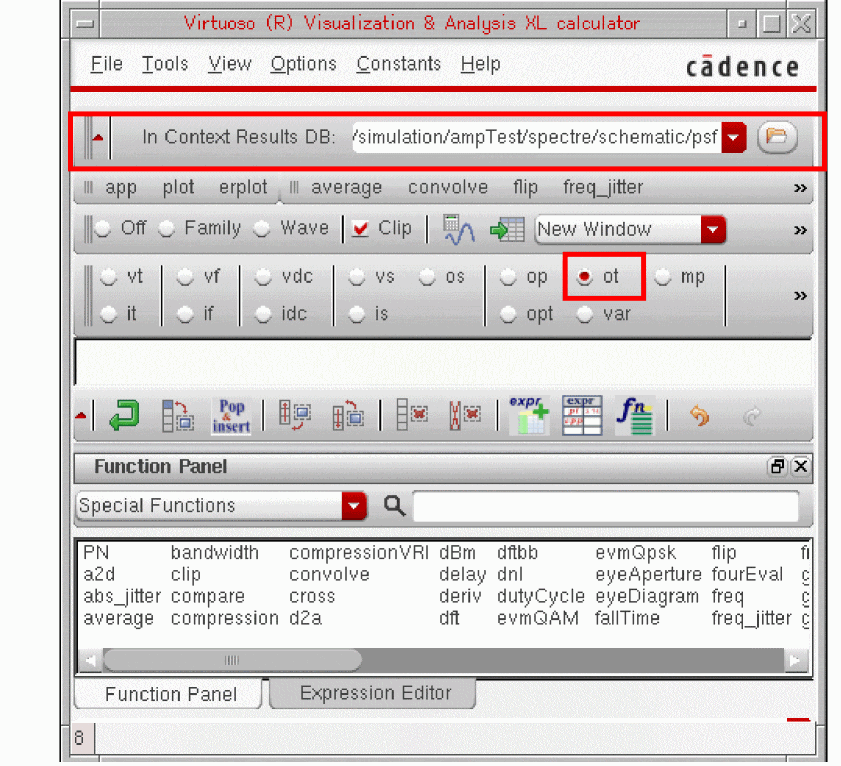 Virtuoso (R) Visualization & Analysis XL calculator
File Tools View Options Constants Help
cādence
In Context Results DB: /simulation/ampTest/spectre/schematic/psf
app plot erplot average convolve flip freq_jitter »
Off Family Wave Clip New Window »
vt vf vdc vs os op ot mp
»
it if idc is opt var
Pop & insert
expr
expr
fn
Function Panel
Special Functions
PN bandwidth compressionVRI dBm dftbb evmQpsk flip
a2d clip convolve delay dnl eyeAperture fourEval
abs_jitter compare cross deriv dutyCycle eyeDiagram freq
average compression d2a dft evmQAM fallTime freq_jitter
Function Panel Expression Editor
8